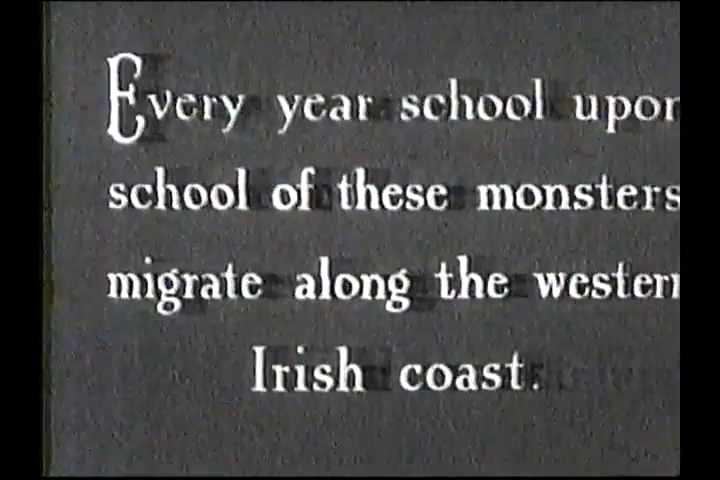 Every year school upon
school of these monsters
migrate along the western
Irish coast.